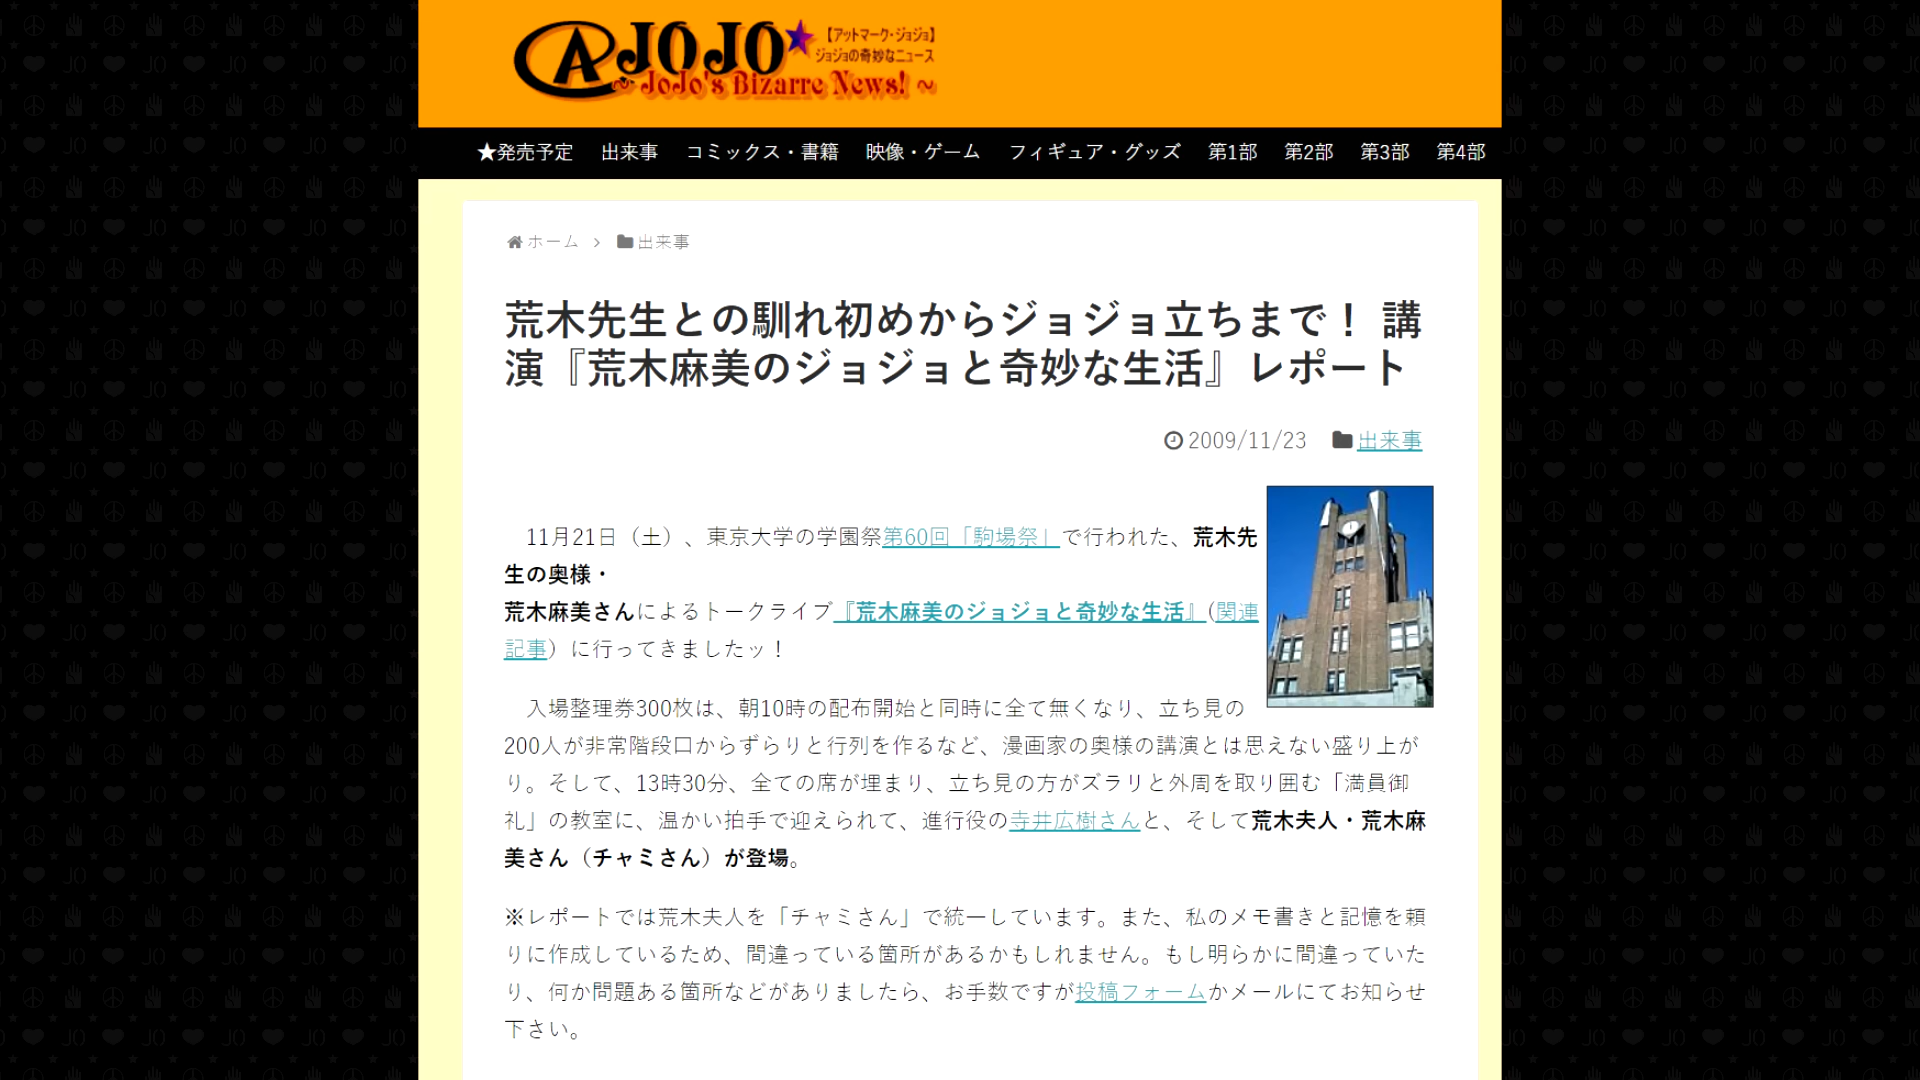 @JOJO★【アットマーク・ジョジョ】
ジョジョの奇妙なニュース
～ JoJo's Bizarre News! ～
★発売予定 出来事 コミックス・書籍 映像・ゲーム フィギュア・グッズ 第1部 第2部 第3部 第4部
ホーム > 出来事
荒木先生との馴れ初めからジョジョ立ちまで！ 講
演『荒木麻美のジョジョと奇妙な生活』レポート
2009/11/23 出来事
11月21日（土）、東京大学の学園祭第60回「駒場祭」で行われた、荒木先
生の奥様・
荒木麻美さんによるトークライブ『荒木麻美のジョジョと奇妙な生活』(関連
記事）に行ってきましたッ！
入場整理券300枚は、朝10時の配布開始と同時に全て無くなり、立ち見の
200人が非常階段口からずらりと行列を作るなど、漫画家の奥様の講演とは思えない盛り上が
り。そして、13時30分、全ての席が埋まり、立ち見の方がズラリと外周を取り囲む「満員御
礼」の教室に、温かい拍手で迎えられて、進行役の寺井広樹さんと、そして荒木夫人・荒木麻
美さん（チャミさん）が登場。
※レポートでは荒木夫人を「チャミさん」で統一しています。また、私のメモ書きと記憶を頼
りに作成しているため、間違っている箇所があるかもしれません。もし明らかに間違っていた
り、何か問題ある箇所などがありましたら、お手数ですが投稿フォームかメールにてお知らせ
下さい。